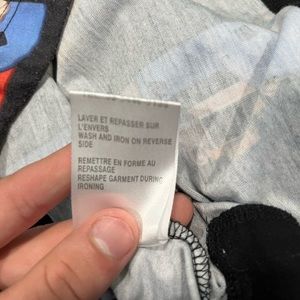 LAVER ET REPASSER SUR
L'ENVERS
WASH AND IRON ON REVERSE
SIDE
REMETTRE EN FORME AU
REPASSAGE
RESHAPE GARMENT DURING
IRONING